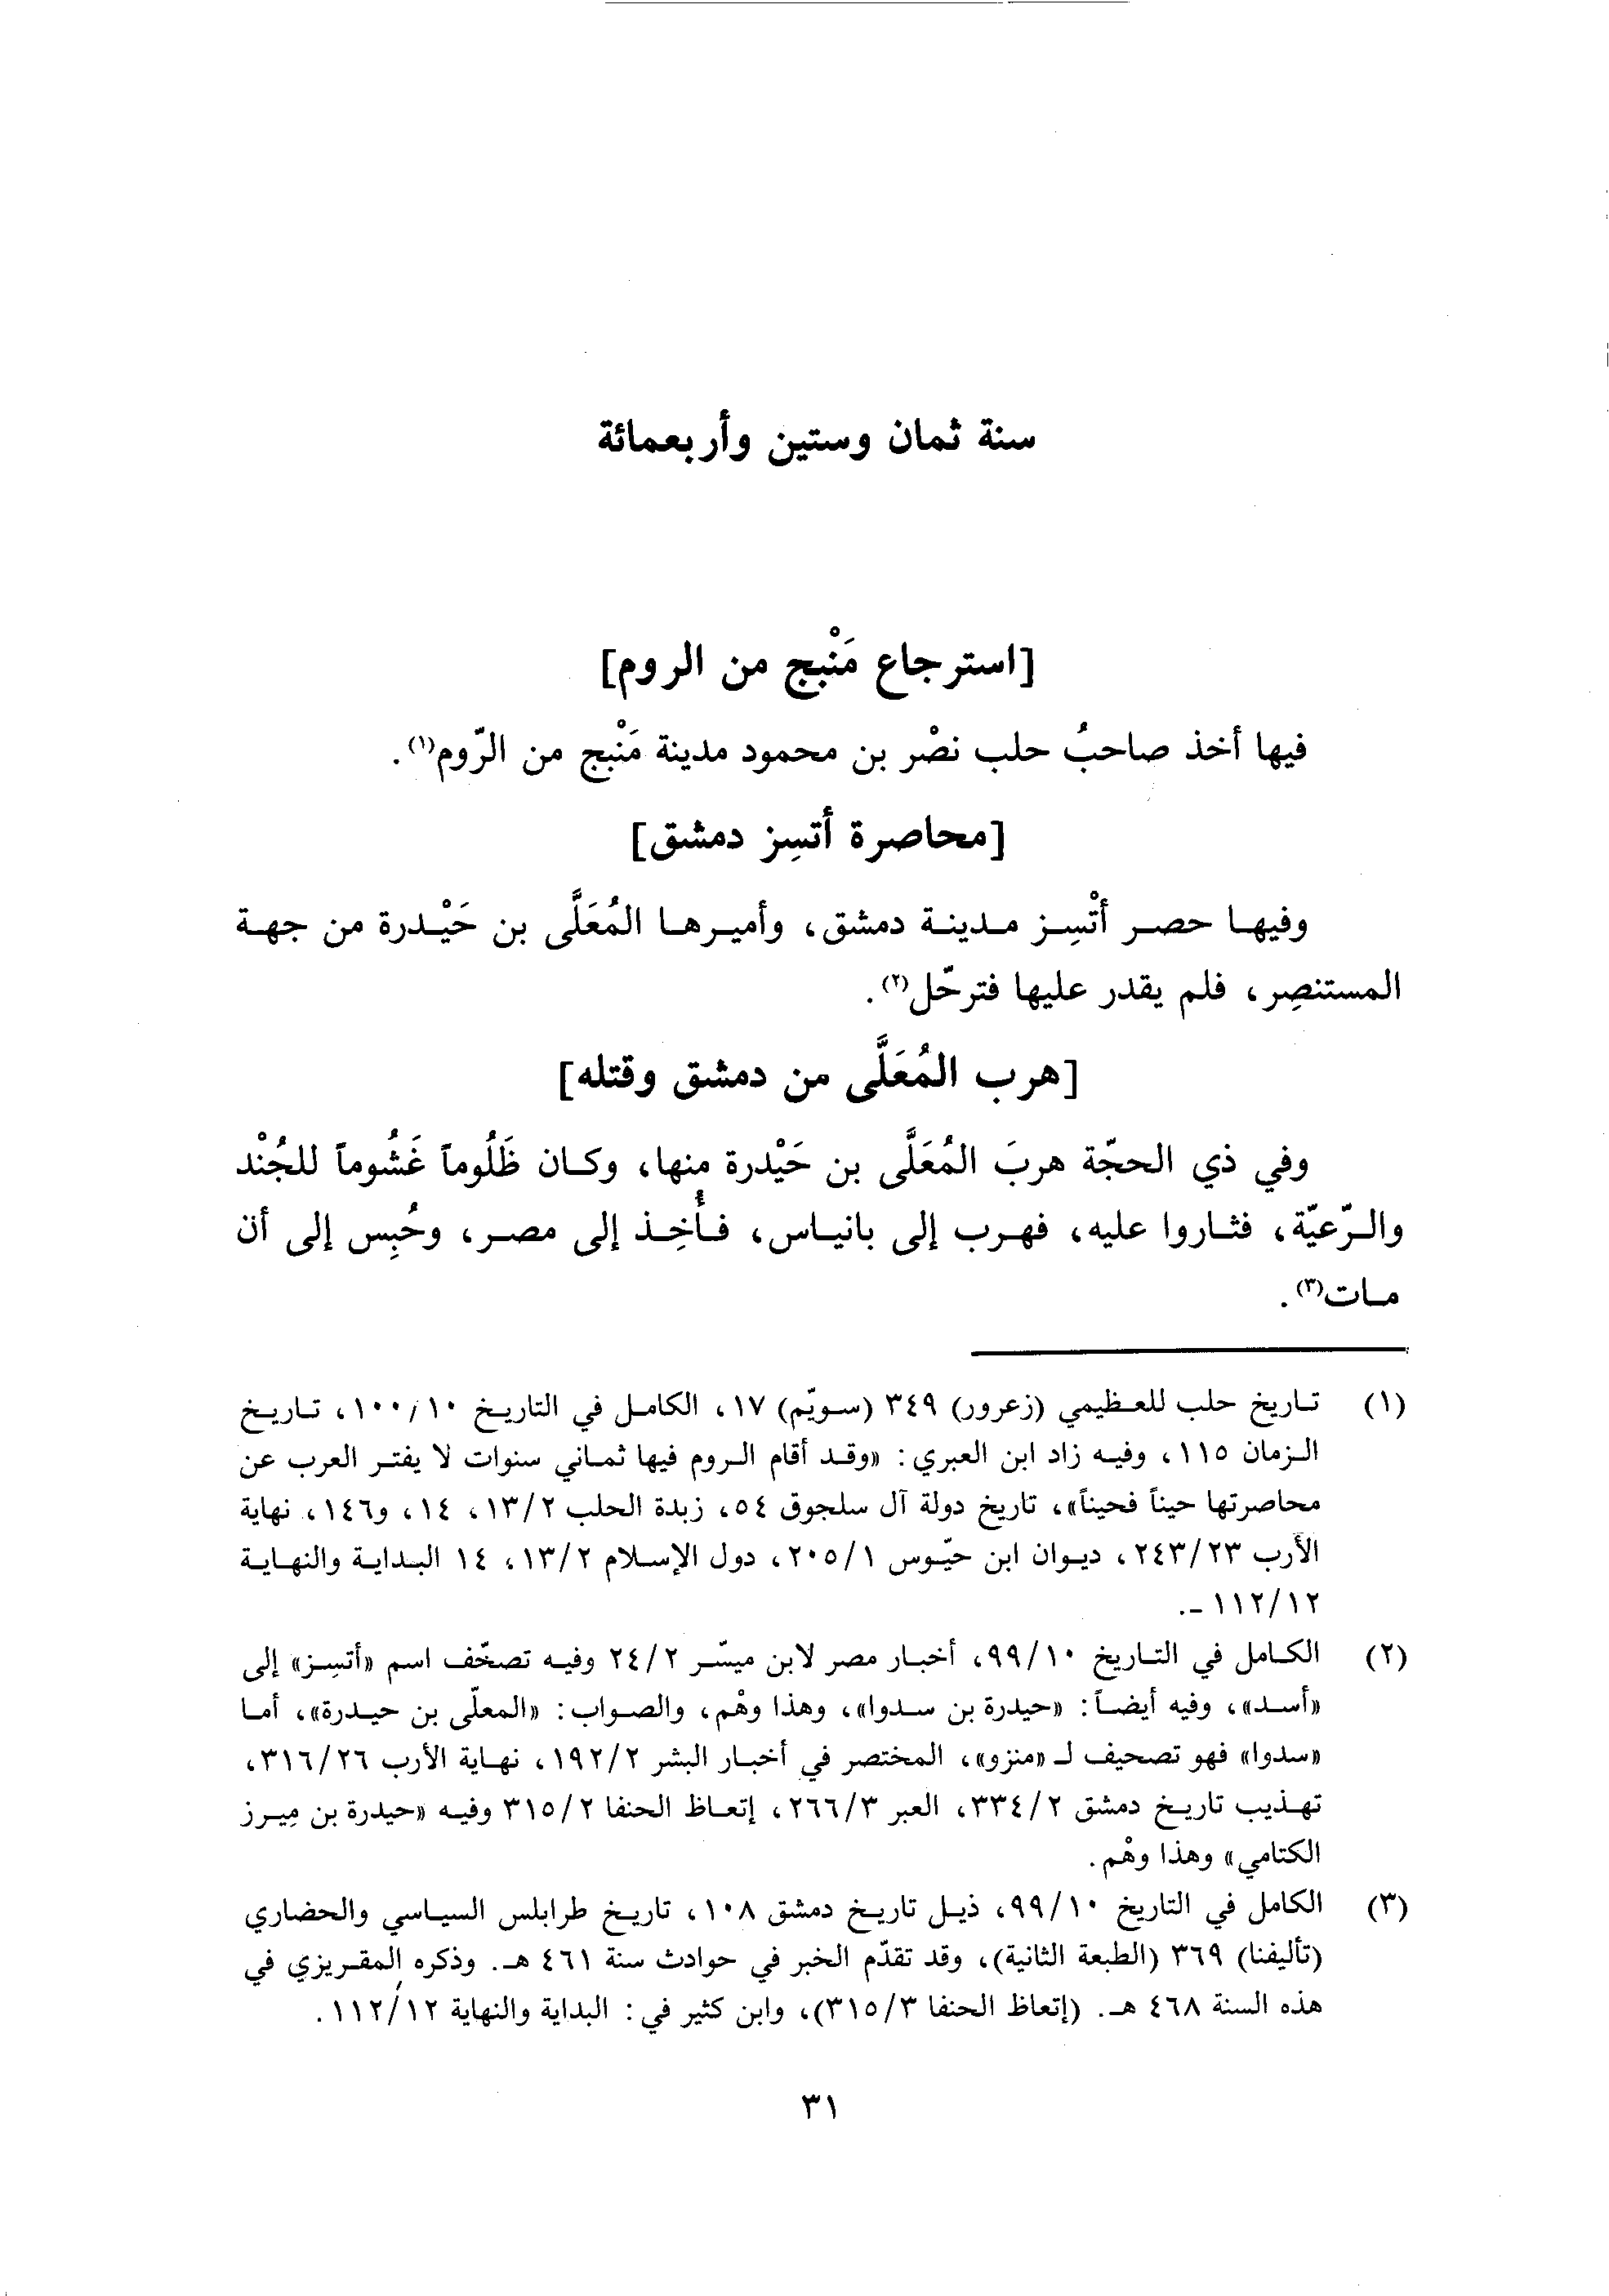 سنة ثمان وستين وأربعمائة
[استرجاع مَنْبج من الروم]
فيها أخذ صاحبُ حلب نصْر بن محمود مدينة مَنْبج من الرّوم(١).
[محاصرة أتسِز دمشق]
وفيها حصر أتْسِز مدينة دمشق، وأميرها المُعَلَّى بن حَيْدرة من جهة
المستنصِر، فلم يقدر عليها فترحّل(٢).
[هرب المُعَلَّى من دمشق وقتله]
وفي ذي الحجّة هربَ المُعَلَّى بن حَيْدرة منها، وكان ظَلُوماً غَشُوماً للجُنْد
والرّعيّة، فثاروا عليه، فهرب إلى بانياس، فأُخِذ إلى مصر، وحُبِس إلى أن
مات(٣).
(١) تاريخ حلب للعظيمي (زعرور) ٣٤٩ (سويّم) ١٧، الكامل في التاريخ ١٠/١٠٠، تاريخ
الزمان ١١٥، وفيه زاد ابن العبري: «وقد أقام الروم فيها ثماني سنوات لا يفتر العرب عن
محاصرتها حيناً فحيناً»، تاريخ دولة آل سلجوق ٥٤، زبدة الحلب ١٣/٢، ١٤، و١٤٦، نهاية
الأرب ٢٤٣/٢٣، ديوان ابن حيّوس ٢٠٥/١، دول الإسلام ١٣/٢، ١٤ البداية والنهاية
١١٢/١٢ -.
(٢) الكامل في التاريخ ٩٩/١٠، أخبار مصر لابن ميسّر ٢٤/٢ وفيه تصحّف اسم «أتسِز» إلى
«أسد»، وفيه أيضاً: «حيدرة بن سدوا»، وهذا وهْم، والصواب: «المعلّى بن حيدرة»، أما
«سدوا» فهو تصحيف لـ «منزو»، المختصر في أخبار البشر ١٩٢/٢، نهاية الأرب ٣١٦/٢٦،
تهذيب تاريخ دمشق ٣٣٤/٢، العبر ٢٦٦/٣، إتعاظ الحنفا ٣١٥/٢ وفيه «حيدرة بن مِيرز
الكتامي» وهذا وهْم.
(٣) الكامل في التاريخ ٩٩/١٠، ذيل تاريخ دمشق ١٠٨، تاريخ طرابلس السياسي والحضاري
(تأليفنا) ٣٦٩ (الطبعة الثانية)، وقد تقدّم الخبر في حوادث سنة ٤٦١ هـ. وذكره المقريزي في
هذه السنة ٤٦٨ هـ. (إتعاظ الحنفا ٣١٥/٣)، وابن كثير في: البداية والنهاية ١١٢/١٢.
٣١